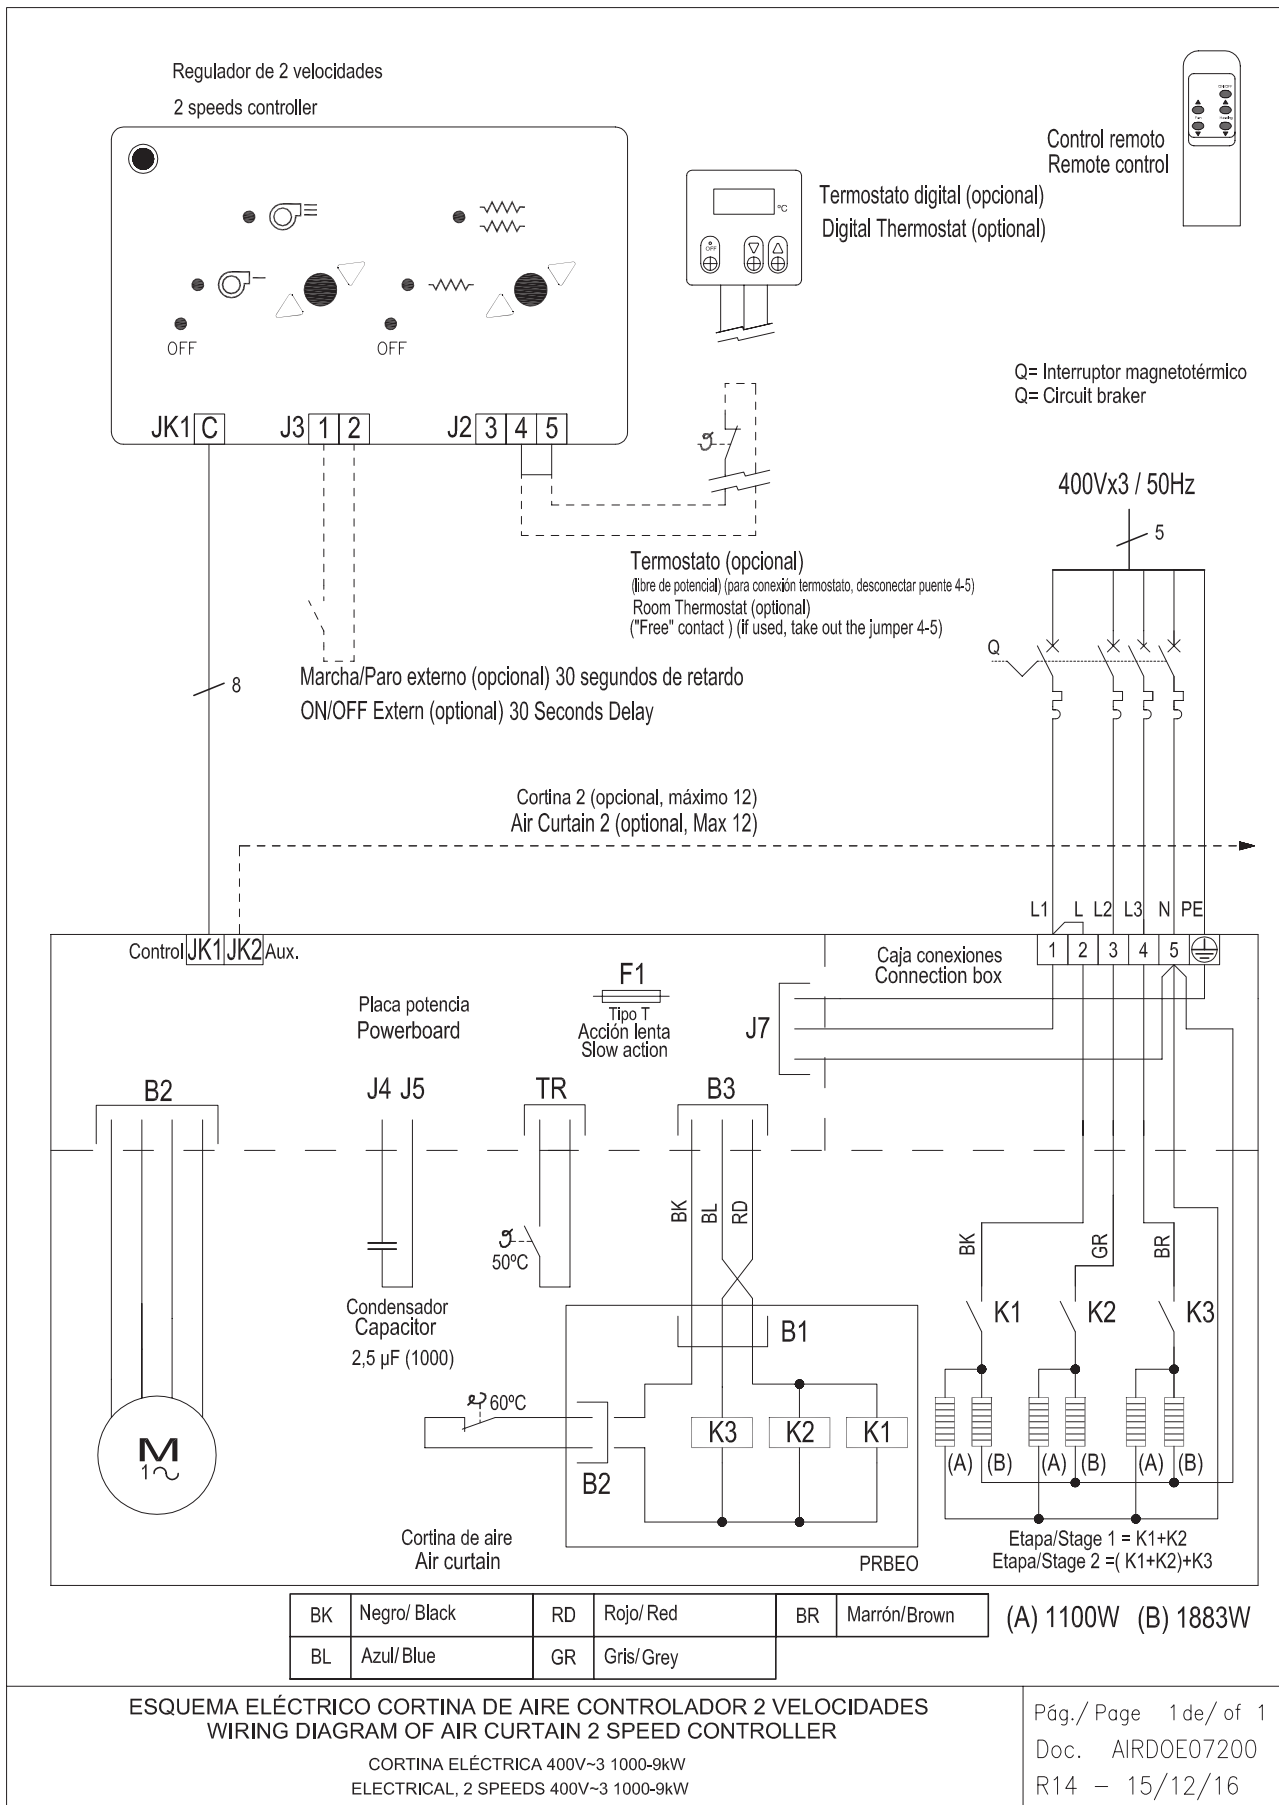 Regulador de 2 velocidades
2 speeds controller
Control remoto
Remote control
ON/OFF
Fan
Heating
Termostato digital (opcional)
Digital Thermostat (optional)
°C
OFF
OFF
OFF
Q= Interruptor magnetotérmico
Q= Circuit braker
JK1 C
J3 1 2
J2 3 4 5
400Vx3 / 50Hz
5
Termostato (opcional)
(libre de potencial) (para conexión termostato, desconectar puente 4-5)
Room Thermostat (optional)
("Free" contact ) (if used, take out the jumper 4-5)
Q
8
Marcha/Paro externo (opcional) 30 segundos de retardo
ON/OFF Extern (optional) 30 Seconds Delay
Cortina 2 (opcional, máximo 12)
Air Curtain 2 (optional, Max 12)
L1 L L2 L3 N PE
Control JK1 JK2 Aux.
Caja conexiones
Connection box
1 2 3 4 5
F1
Tipo T
Acción lenta
Slow action
Placa potencia
Powerboard
J7
B2
J4 J5
TR
B3
BK
BL
RD
BK
GR
BR
50ºC
Condensador
Capacitor
2,5 µF (1000)
B1
K1
K2
K3
60ºC
K3
K2
K1
B2
M
1
(A) (B) (A) (B) (A) (B)
Cortina de aire
Air curtain
PRBEO
Etapa/Stage 1 = K1+K2
Etapa/Stage 2 =( K1+K2)+K3
BK Negro/ Black RD Rojo/ Red BR Marrón/Brown
(A) 1100W (B) 1883W
BL Azul/ Blue GR Gris/ Grey
ESQUEMA ELÉCTRICO CORTINA DE AIRE CONTROLADOR 2 VELOCIDADES
WIRING DIAGRAM OF AIR CURTAIN 2 SPEED CONTROLLER
CORTINA ELÉCTRICA 400V~3 1000-9kW
ELECTRICAL, 2 SPEEDS 400V~3 1000-9kW
Pág./ Page 1 de/ of 1
Doc. AIRDOE07200
R14 - 15/12/16